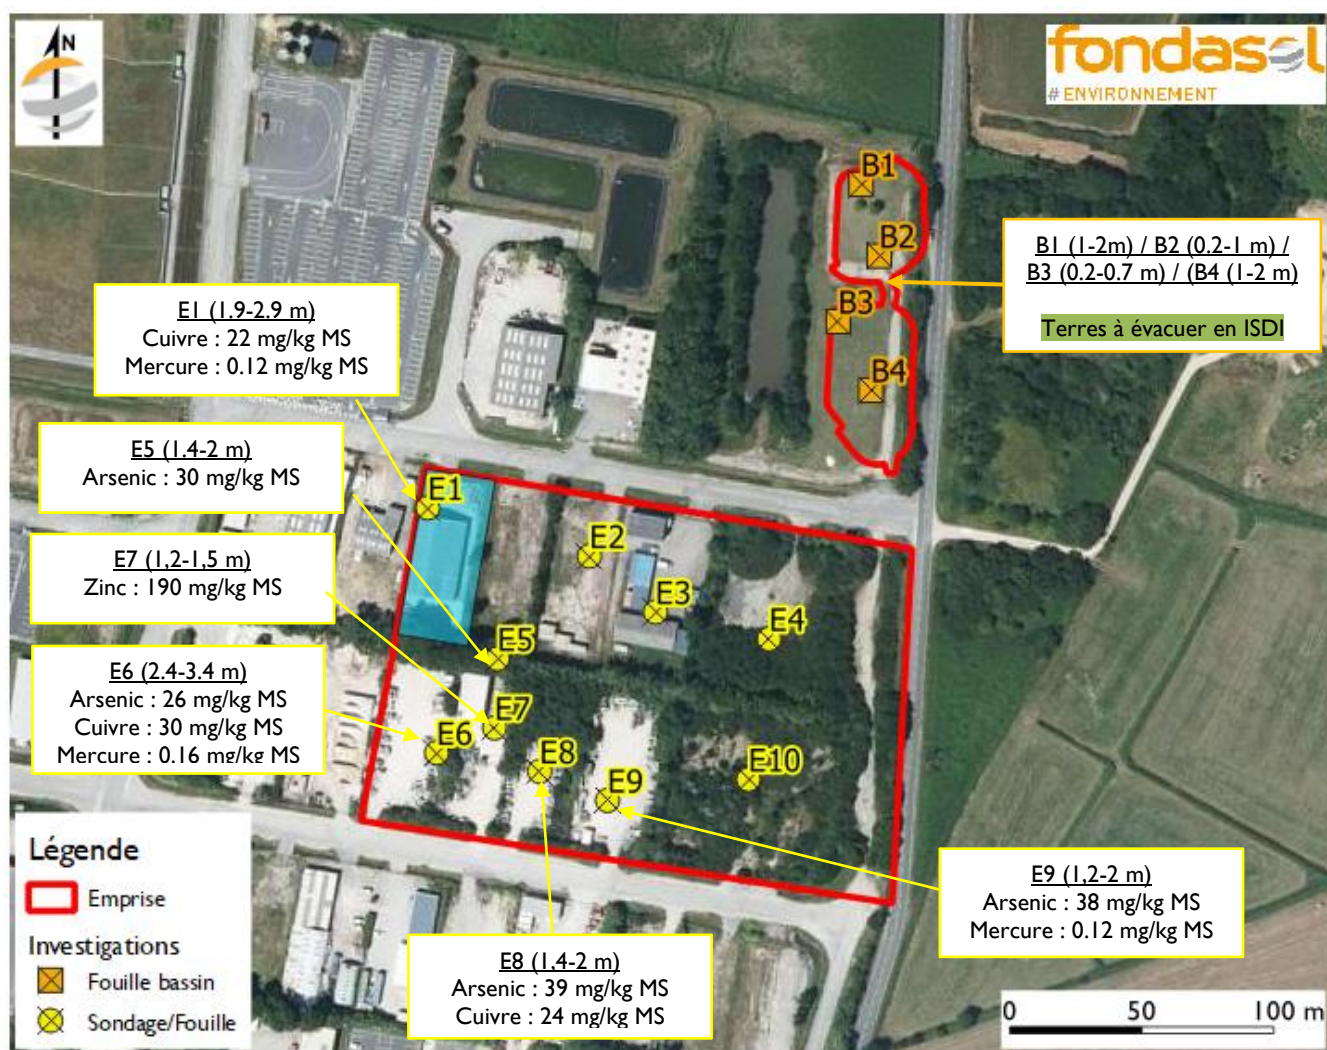 N
fondasol
# ENVIRONNEMENT
B1
B2
B3
B4
B1 (1-2m) / B2 (0.2-1 m) /
B3 (0.2-0.7 m) / (B4 (1-2 m)
Terres à évacuer en ISDI
E1 (1.9-2.9 m)
Cuivre : 22 mg/kg MS
Mercure : 0.12 mg/kg MS
E5 (1.4-2 m)
Arsenic : 30 mg/kg MS
E7 (1,2-1,5 m)
Zinc : 190 mg/kg MS
E6 (2.4-3.4 m)
Arsenic : 26 mg/kg MS
Cuivre : 30 mg/kg MS
Mercure : 0.16 mg/kg MS
E1
E2
E3
E4
E5
E6
E7
E8
E9
E10
E8 (1,4-2 m)
Arsenic : 39 mg/kg MS
Cuivre : 24 mg/kg MS
E9 (1,2-2 m)
Arsenic : 38 mg/kg MS
Mercure : 0.12 mg/kg MS
Légende
Emprise
Investigations
Fouille bassin
Sondage/Fouille
0 50 100 m